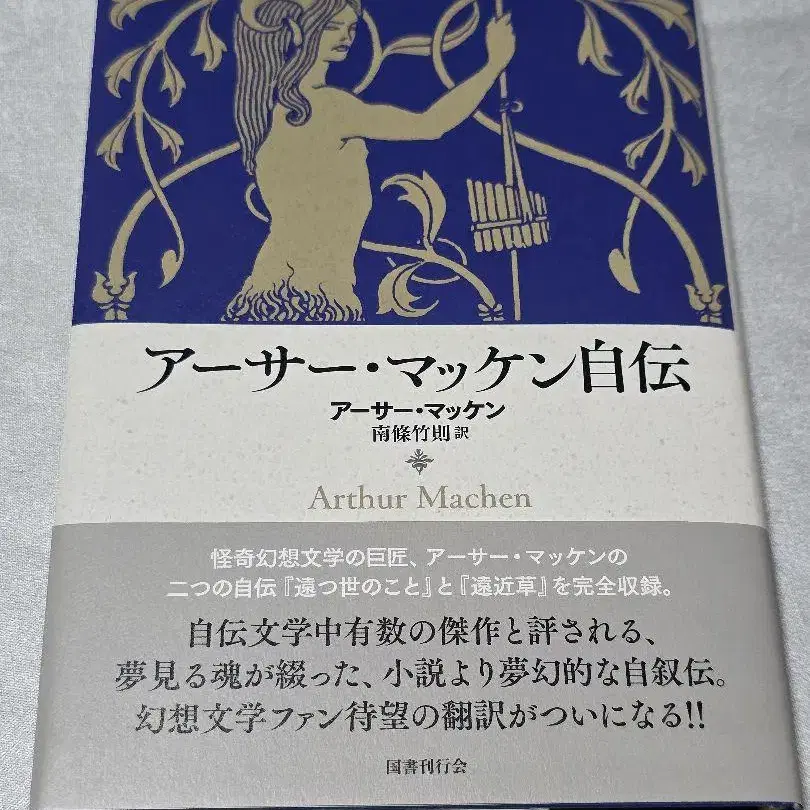 アーサー・マッケン自伝
アーサー・マッケン
南條竹則 訳
Arthur Machen
怪奇幻想文学の巨匠、アーサー・マッケンの
二つの自伝『遠つ世のこと』と『遠近草』を完全収録。
自伝文学中有数の傑作と評される、
夢見る魂が綴った、小説より夢幻的な自叙伝。
幻想文学ファン待望の翻訳がついになる!!
国書刊行会